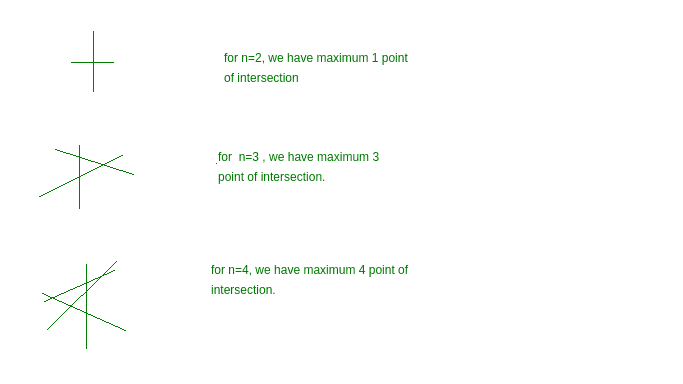 for n=2, we have maximum 1 point
of intersection
.for  n=3 , we have maximum 3
point of intersection.
for n=4, we have maximum 4 point of
intersection.